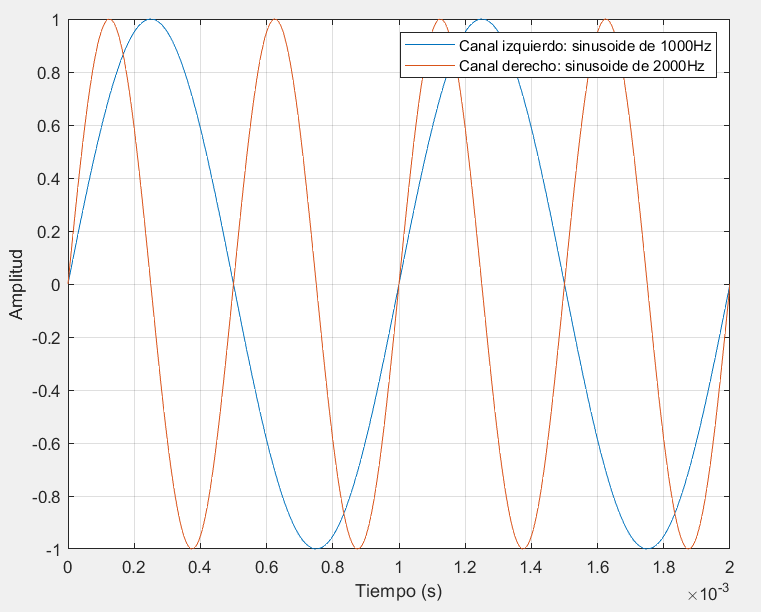 Canal izquierdo: sinusoide de 1000Hz
Canal derecho: sinusoide de 2000Hz
Amplitud
1
0.8
0.6
0.4
0.2
0
-0.2
-0.4
-0.6
-0.8
-1
0 0.2 0.4 0.6 0.8 1 1.2 1.4 1.6 1.8 2
Tiempo (s)
×10-3